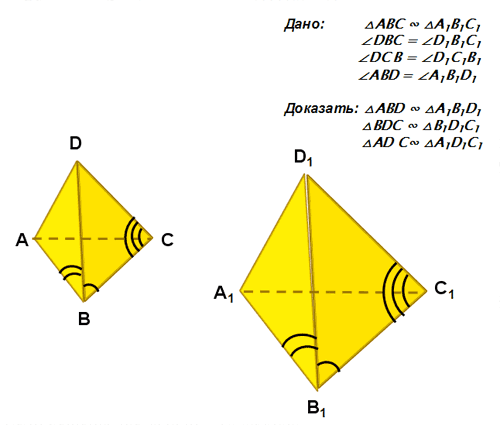 Дано: △ABC ∾ △A₁B₁C₁
∠DBC = ∠D₁B₁C₁
∠DCB = ∠D₁C₁B₁
∠ABD = ∠A₁B₁D₁
Доказать: △ABD ∾ △A₁B₁D₁
△BDC ∾ △B₁D₁C₁
△AD C∾ △A₁D₁C₁
D
A
C
B
D₁
A₁
C₁
B₁